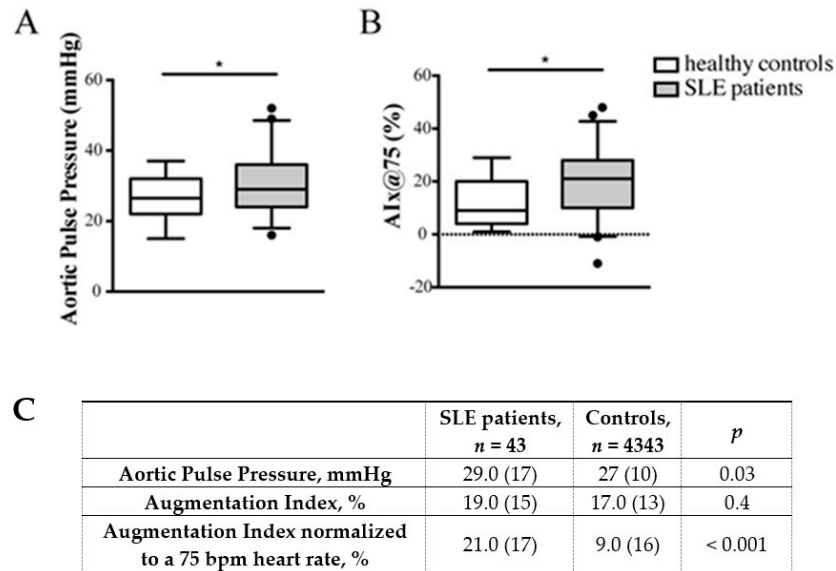 A
Aortic Pulse Pressure (mmHg)
60
40
20
0
*
B
AIx@75 (%)
60
40
20
0
-20
*
healthy controls
SLE patients
C
SLE patients, n = 43
Controls, n = 4343
p
Aortic Pulse Pressure, mmHg 29.0 (17) 27 (10) 0.03
Augmentation Index, % 19.0 (15) 17.0 (13) 0.4
Augmentation Index normalized
to a 75 bpm heart rate, % 21.0 (17) 9.0 (16) < 0.001